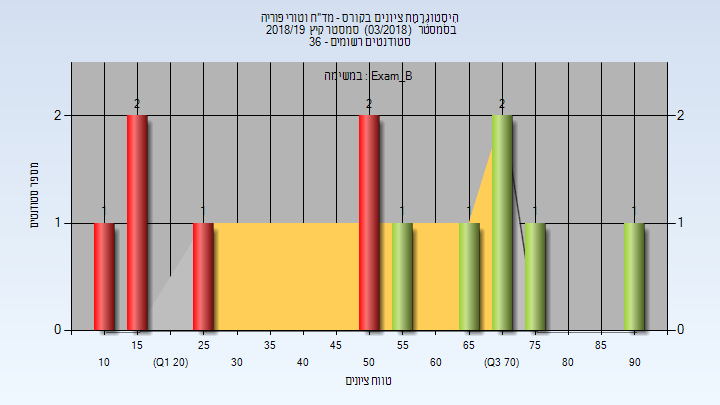 היסטוגרמת ציונים בקורס - מד"ח וטורי פוריה
בסמסטר (03/2018) סמסטר קיץ 2018/19
סטודנטים רשומים - 36
במשימה : Exam_B
2 2 2
2 2
1 1 1 1 1 1
1 1
0 0
מספר סטודנטים
15 25 35 45 55 65 75 85
10 (Q1 20) 30 40 50 60 (Q3 70) 80 90
טווח ציונים